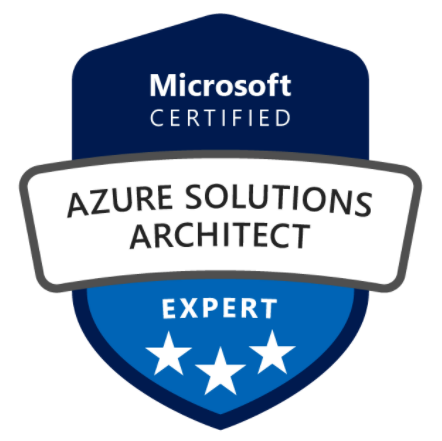 Microsoft
CERTIFIED
AZURE SOLUTIONS
ARCHITECT
EXPERT